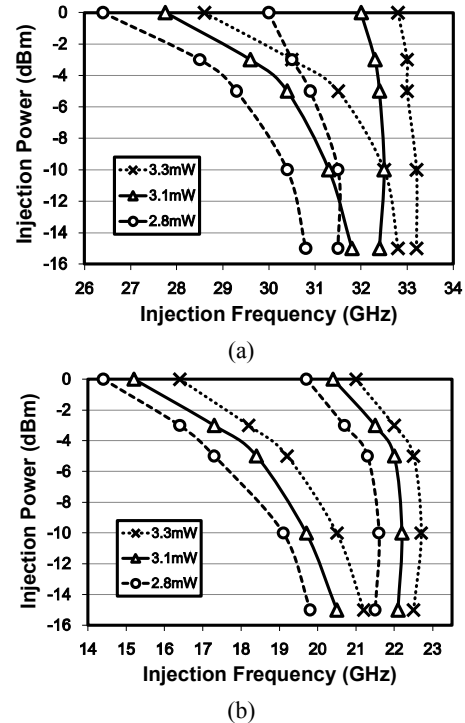 0
-2
-4
-6
-8
-10
-12
-14
-16
Injection Power (dBm)
3.3mW
3.1mW
2.8mW
26 27 28 29 30 31 32 33 34
Injection Frequency (GHz)
(a)
0
-2
-4
-6
-8
-10
-12
-14
-16
Injection Power (dBm)
3.3mW
3.1mW
2.8mW
14 15 16 17 18 19 20 21 22 23
Injection Frequency (GHz)
(b)